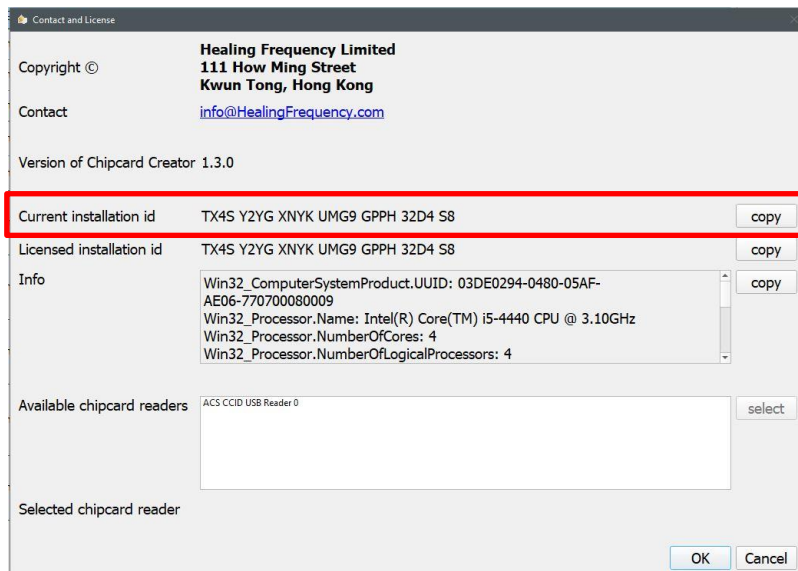 Contact and License
Copyright ©
Healing Frequency Limited
111 How Ming Street
Kwun Tong, Hong Kong
Contact
info@HealingFrequency.com
Version of Chipcard Creator 1.3.0
Current installation id TX4S Y2YG XNYK UMG9 GPPH 32D4 S8 copy
Licensed installation id TX4S Y2YG XNYK UMG9 GPPH 32D4 S8 copy
Info
Win32_ComputerSystemProduct.UUID: 03DE0294-0480-05AF-
AE06-770700080009
Win32_Processor.Name: Intel(R) Core(TM) i5-4440 CPU @ 3.10GHz
Win32_Processor.NumberOfCores: 4
Win32_Processor.NumberOfLogicalProcessors: 4
copy
Available chipcard readers
ACS CCID USB Reader 0
select
Selected chipcard reader
OK Cancel